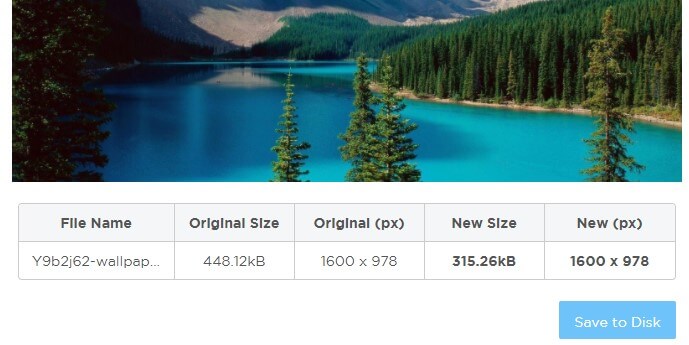 File Name Original Size Original (px) New Size New (px)
Y9b2j62-wallpap... 448.12kB 1600 x 978 315.26kB 1600 x 978
Save to Disk